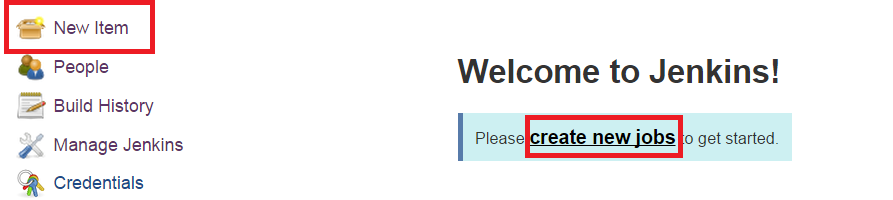 New Item
People
Build History
Manage Jenkins
Credentials
Welcome to Jenkins!
Please create new jobs to get started.